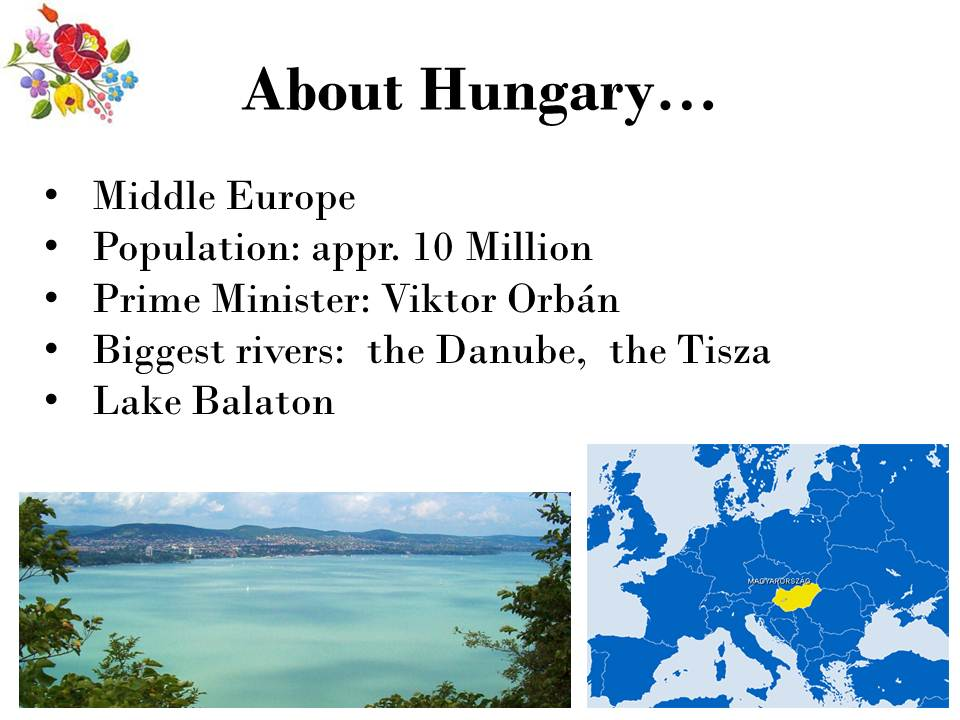 About Hungary…
• Middle Europe
• Population: appr. 10 Million
• Prime Minister: Viktor Orbán
• Biggest rivers:  the Danube,  the Tisza
• Lake Balaton
MAGYARORSZÁG